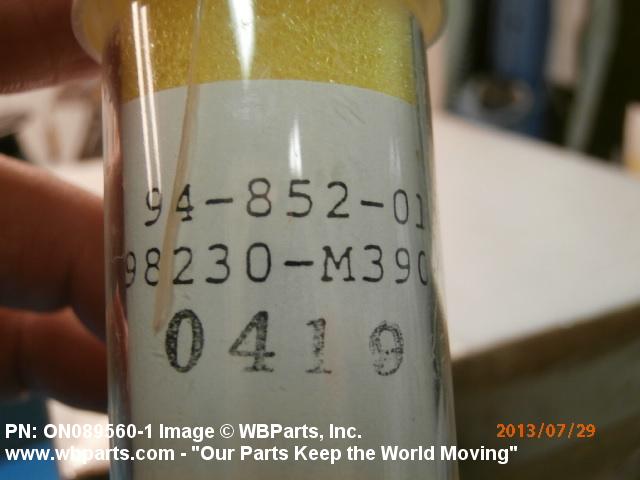 94-852-01
98230-M390
0419
PN: ON089560-1 Image © WBParts, Inc.
2013/07/29
www.wbparts.com - "Our Parts Keep the World Moving"